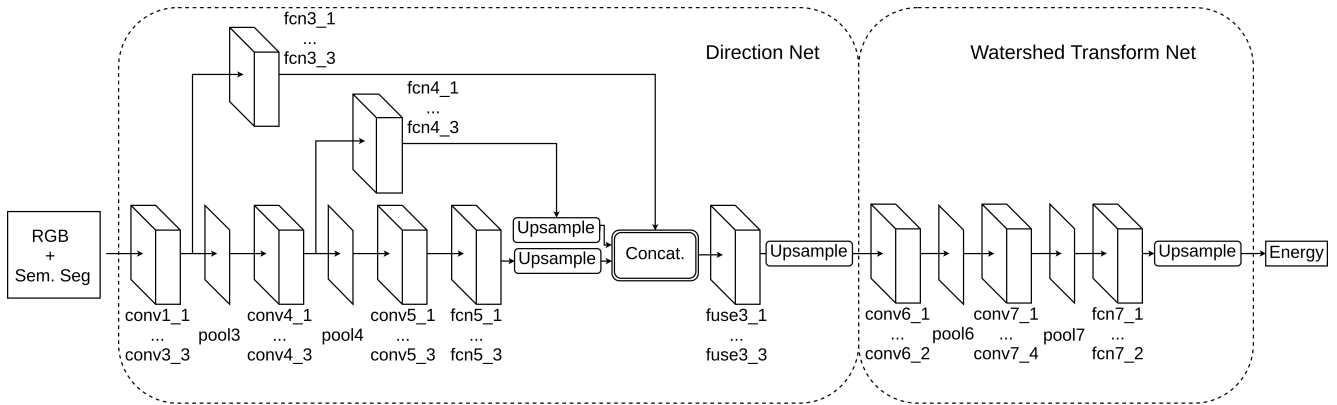 fcn3_1
...
fcn3_3
Direction Net
Watershed Transform Net
fcn4_1
...
fcn4_3
RGB
+
Sem. Seg
Upsample
Upsample
Concat.
Upsample
Upsample
Energy
conv1_1
...
conv3_3
pool3
conv4_1
...
conv4_3
pool4
conv5_1
...
conv5_3
fcn5_1
...
fcn5_3
fuse3_1
...
fuse3_3
conv6_1
...
conv6_2
pool6
conv7_1
...
conv7_4
pool7
fcn7_1
...
fcn7_2